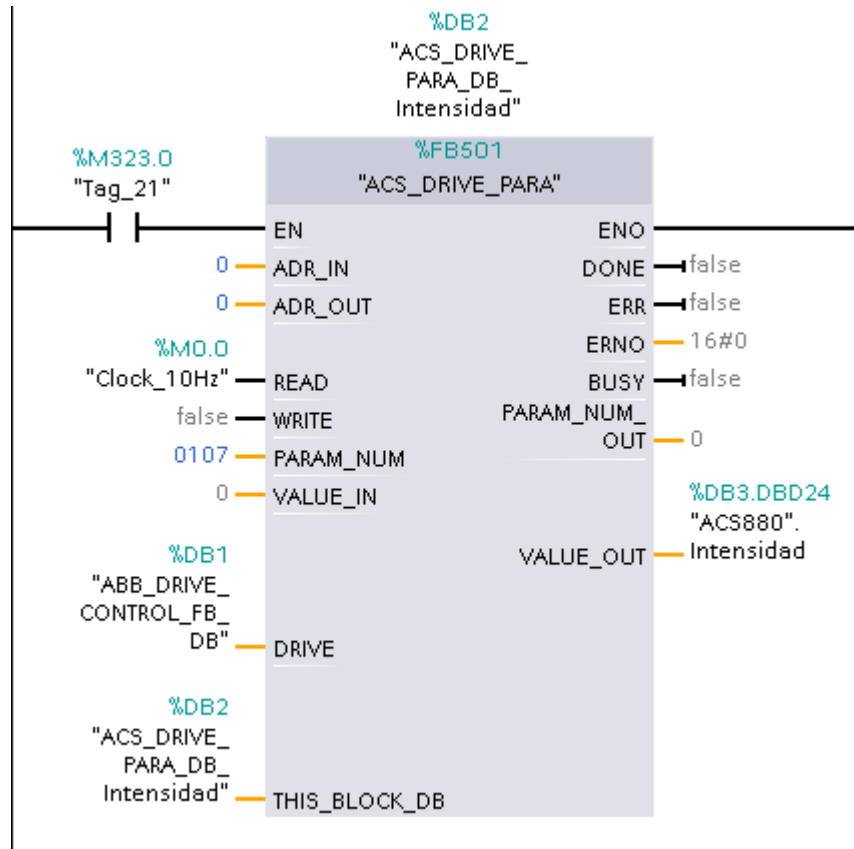 %DB2
"ACS_DRIVE_
PARA_DB_
Intensidad"
%M323.0
"Tag_21"
%FB501
"ACS_DRIVE_PARA"
EN
ENO
0
ADR_IN
DONE
false
0
ADR_OUT
ERR
false
ERNO
16#0
%M0.0
"Clock_10Hz"
READ
BUSY
false
false
WRITE
PARAM_NUM_
OUT
0
0107
PARAM_NUM
0
VALUE_IN
%DB3.DBD24
"ACS880".
Intensidad
VALUE_OUT
%DB1
"ABB_DRIVE_
CONTROL_FB_
DB"
DRIVE
%DB2
"ACS_DRIVE_
PARA_DB_
Intensidad"
THIS_BLOCK_DB